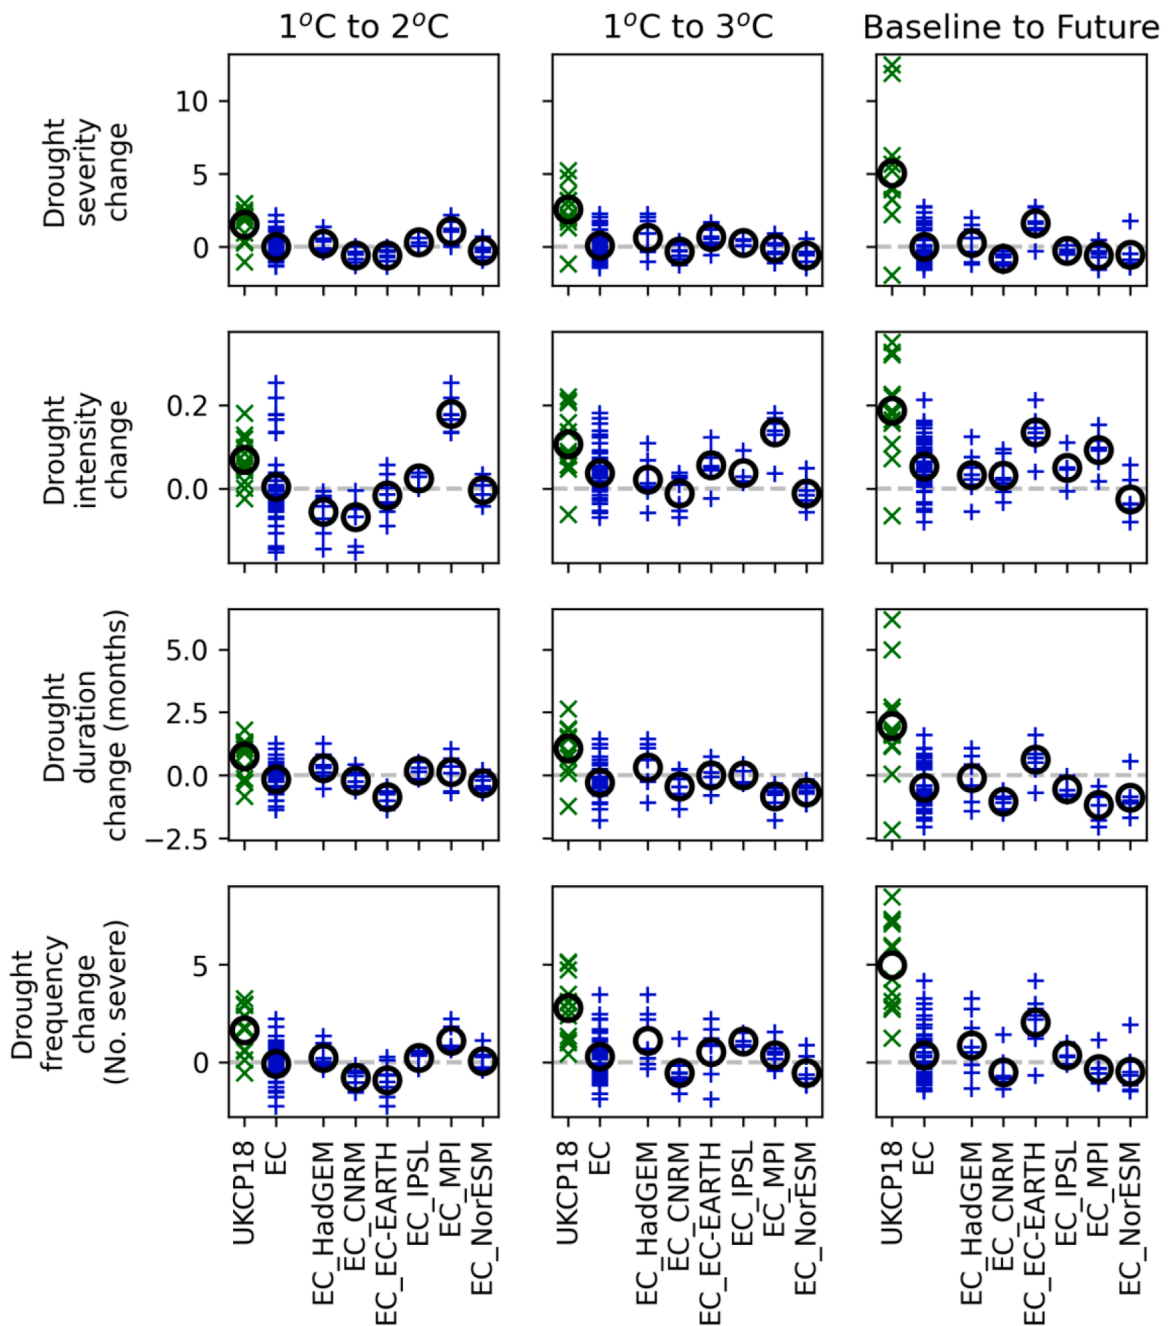 1°C to 2°C
1°C to 3°C
Baseline to Future
Drought
severity
change
10
5
0
Drought
intensity
change
0.2
0.0
Drought
duration
change (months)
5.0
2.5
0.0
−2.5
Drought
frequency
change
(No. severe)
5
0
UKCP18
EC
EC_HadGEM
EC_CNRM
EC_EC-EARTH
EC_IPSL
EC_MPI
EC_NorESM
UKCP18
EC
EC_HadGEM
EC_CNRM
EC_EC-EARTH
EC_IPSL
EC_MPI
EC_NorESM
UKCP18
EC
EC_HadGEM
EC_CNRM
EC_EC-EARTH
EC_IPSL
EC_MPI
EC_NorESM